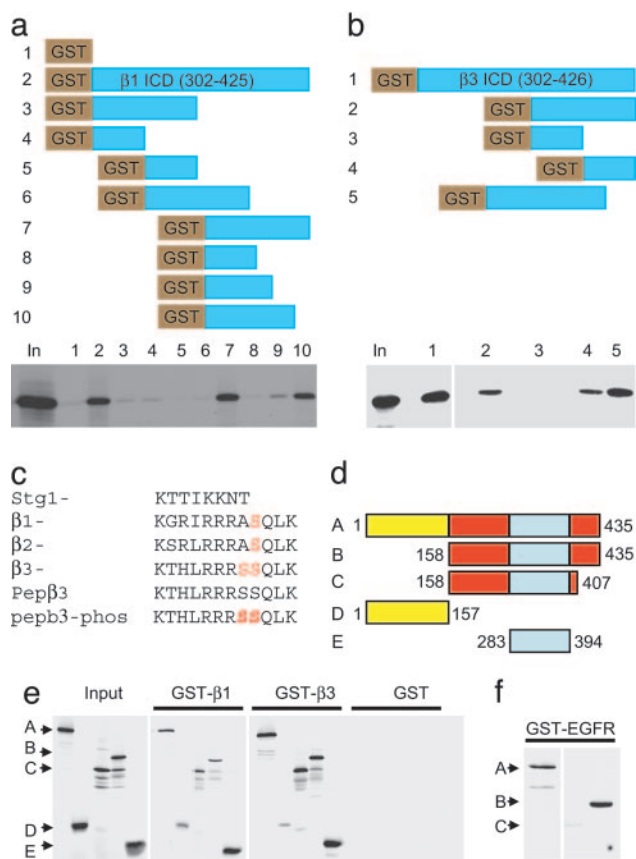 a
1 GST
2 GST β1 ICD (302-425)
3 GST
4 GST
5 GST
6 GST
7 GST
8 GST
9 GST
10 GST
In 1 2 3 4 5 6 7 8 9 10
b
1 GST β3 ICD (302-426)
2 GST
3 GST
4 GST
5 GST
In 1 2 3 4 5
c
Stg1- KTTIKKNT
β1- KGRIRRRASQLK
β2- KSRLRRRASQLK
β3- KTHLRRRSSQLK
Pepβ3 KTHLRRRSSQLK
pepb3-phos KTHLRRRSSQLK
d
A 1 435
B 158 435
C 158 407
D 1 157
E 283 394
e
Input GST-β1 GST-β3 GST
A
B
C
D
E
f
GST-EGFR
A
B
C